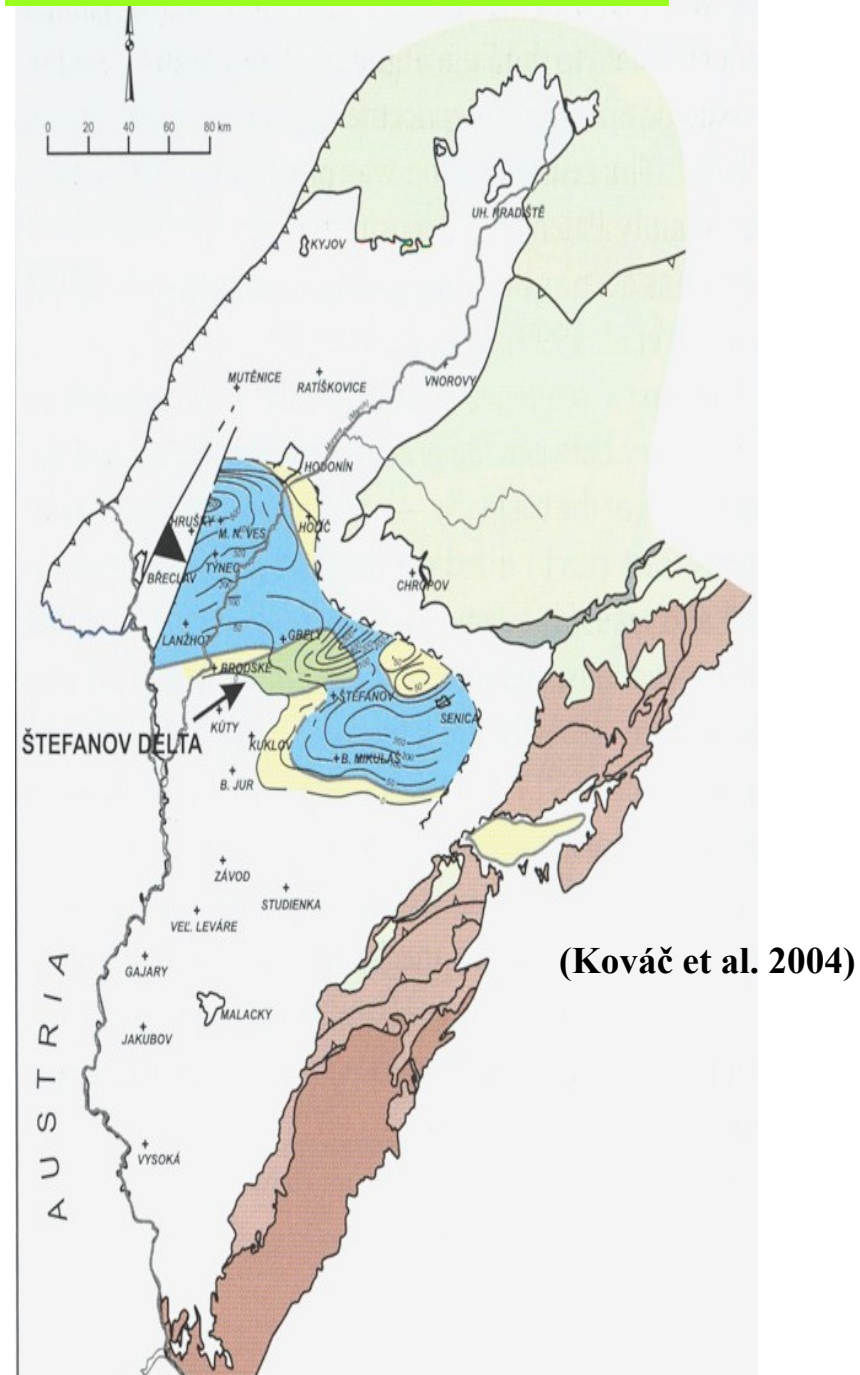 0 20 40 60 80 km
UH. HRADIŠTĚ
KYJOV
MUTĚNICE
RATÍŠKOVICE
VNOROVY
Morava (March)
HODONÍN
HRUŠKY
HOLÍČ
M. N. VES
TÝNEC
BŘECLAV
CHROPOV
LANŽHOT
GBELY
BRODSKÉ
ŠTEFANOV
SENICA
KÚTY
ŠTEFANOV DELTA
KUKLOV
B. MIKULÁŠ
B. JUR
ZÁVOD
STUDIENKA
VEĽ. LEVÁRE
(Kováč et al. 2004)
GAJARY
MALACKY
JAKUBOV
AUSTRIA
VYSOKÁ